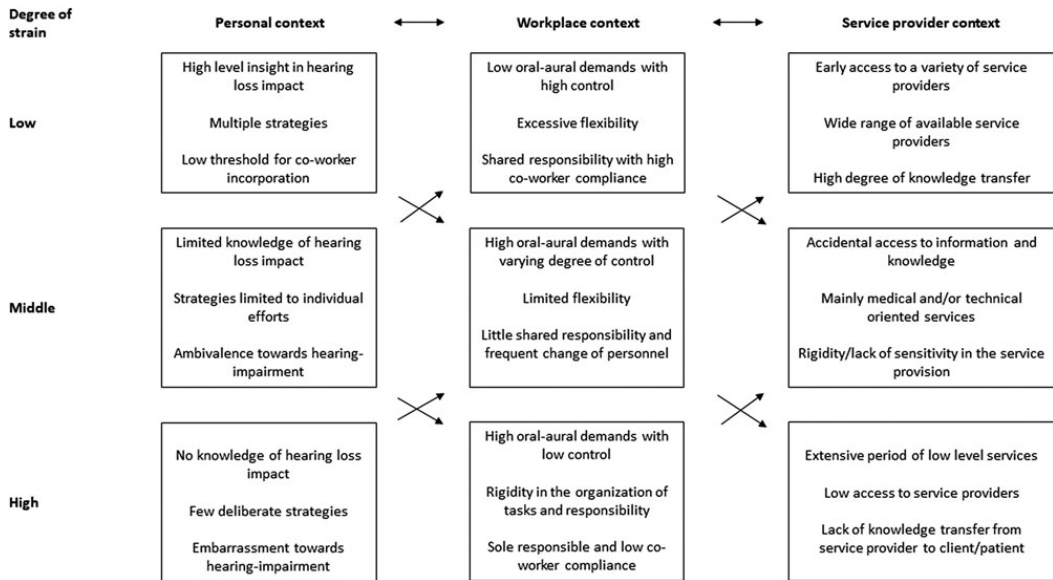 Degree of
strain
Personal context
Workplace context
Service provider context
Low
High level insight in hearing
loss impact
Multiple strategies
Low threshold for co-worker
incorporation
Low oral-aural demands with
high control
Excessive flexibility
Shared responsibility with high
co-worker compliance
Early access to a variety of service
providers
Wide range of available service
providers
High degree of knowledge transfer
Middle
Limited knowledge of hearing
loss impact
Strategies limited to individual
efforts
Ambivalence towards hearing-
impairment
High oral-aural demands with
varying degree of control
Limited flexibility
Little shared responsibility and
frequent change of personnel
Accidental access to information and
knowledge
Mainly medical and/or technical
oriented services
Rigidity/lack of sensitivity in the service
provision
High
No knowledge of hearing loss
impact
Few deliberate strategies
Embarrassment towards
hearing-impairment
High oral-aural demands with
low control
Rigidity in the organization of
tasks and responsibility
Sole responsible and low co-
worker compliance
Extensive period of low level services
Low access to service providers
Lack of knowledge transfer from
service provider to client/patient